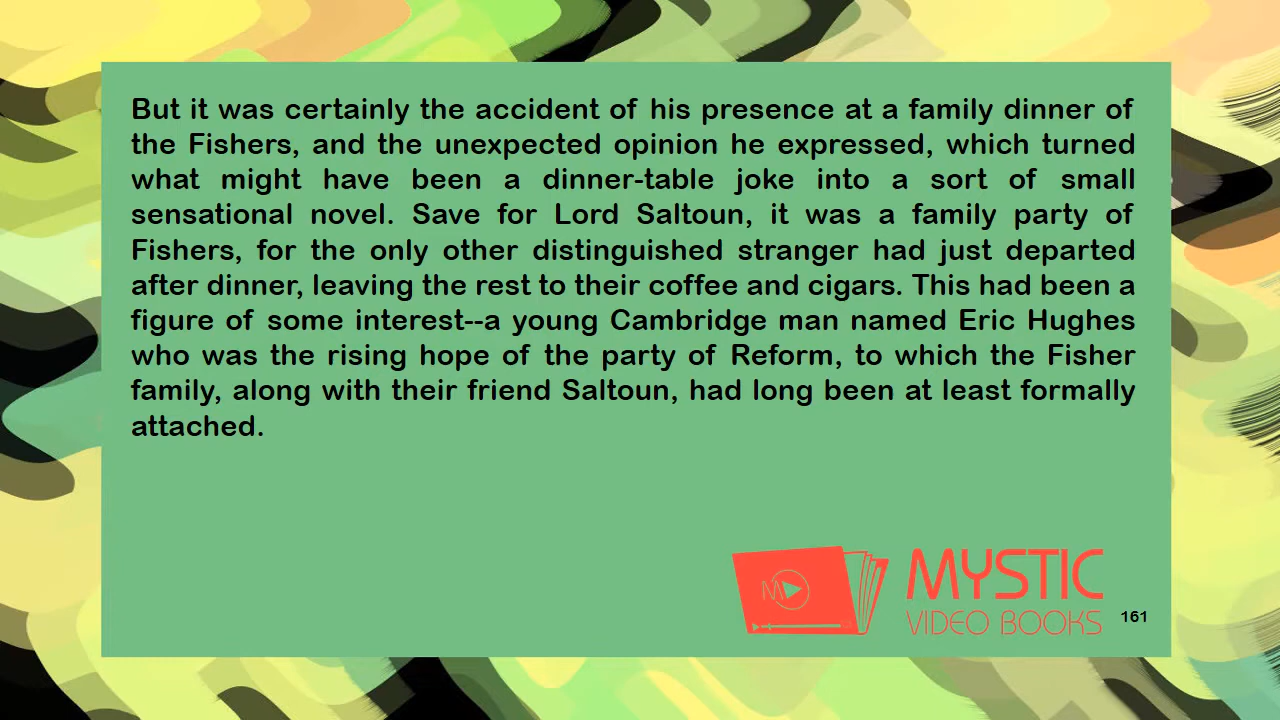 But it was certainly the accident of his presence at a family dinner of
the Fishers, and the unexpected opinion he expressed, which turned
what might have been a dinner-table joke into a sort of small
sensational novel. Save for Lord Saltoun, it was a family party of
Fishers, for the only other distinguished stranger had just departed
after dinner, leaving the rest to their coffee and cigars. This had been a
figure of some interest--a young Cambridge man named Eric Hughes
who was the rising hope of the party of Reform, to which the Fisher
family, along with their friend Saltoun, had long been at least formally
attached.
M
MYSTIC
VIDEO BOOKS
161